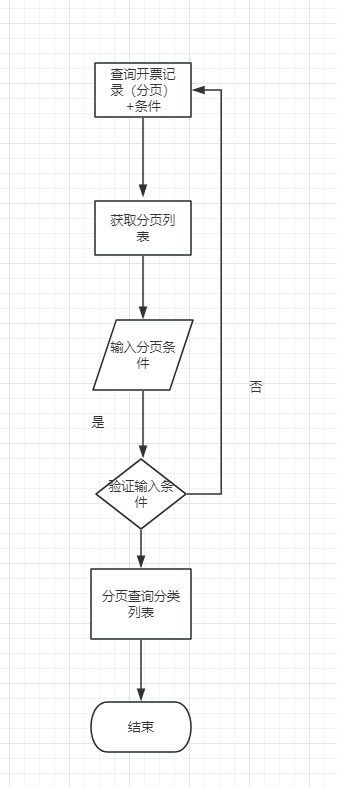 查询开票记
录（分页）
+条件
获取分页列
表
输入分页条
件
否
是
验证输入条
件
分页查询分类
列表
结束